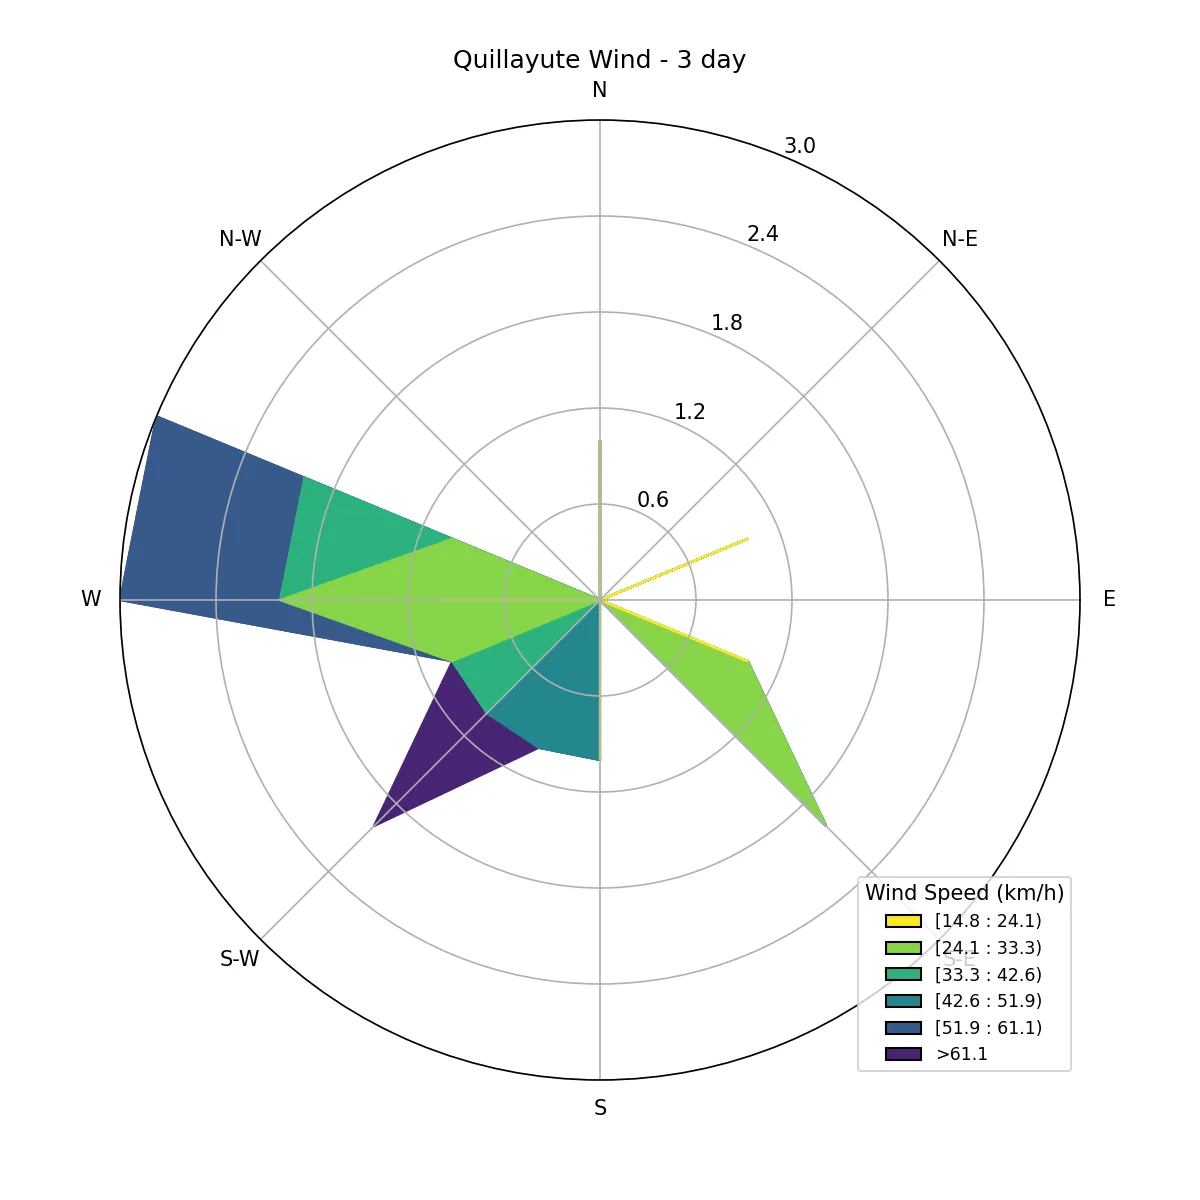 Quillayute Wind - 3 day
N
3.0
N-W
2.4
N-E
1.8
1.2
0.6
W
E
S-W
S-E
S
Wind Speed (km/h)
[14.8 : 24.1)
[24.1 : 33.3)
[33.3 : 42.6)
[42.6 : 51.9)
[51.9 : 61.1)
>61.1